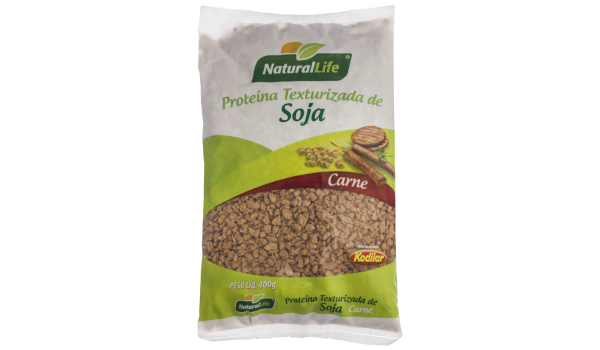 NaturalLife®
Proteína Texturizada de
Soja
Carne
Kodilar
PESO LÍQ. 400g
NaturalLife
Proteína Texturizada de
Soja Carne